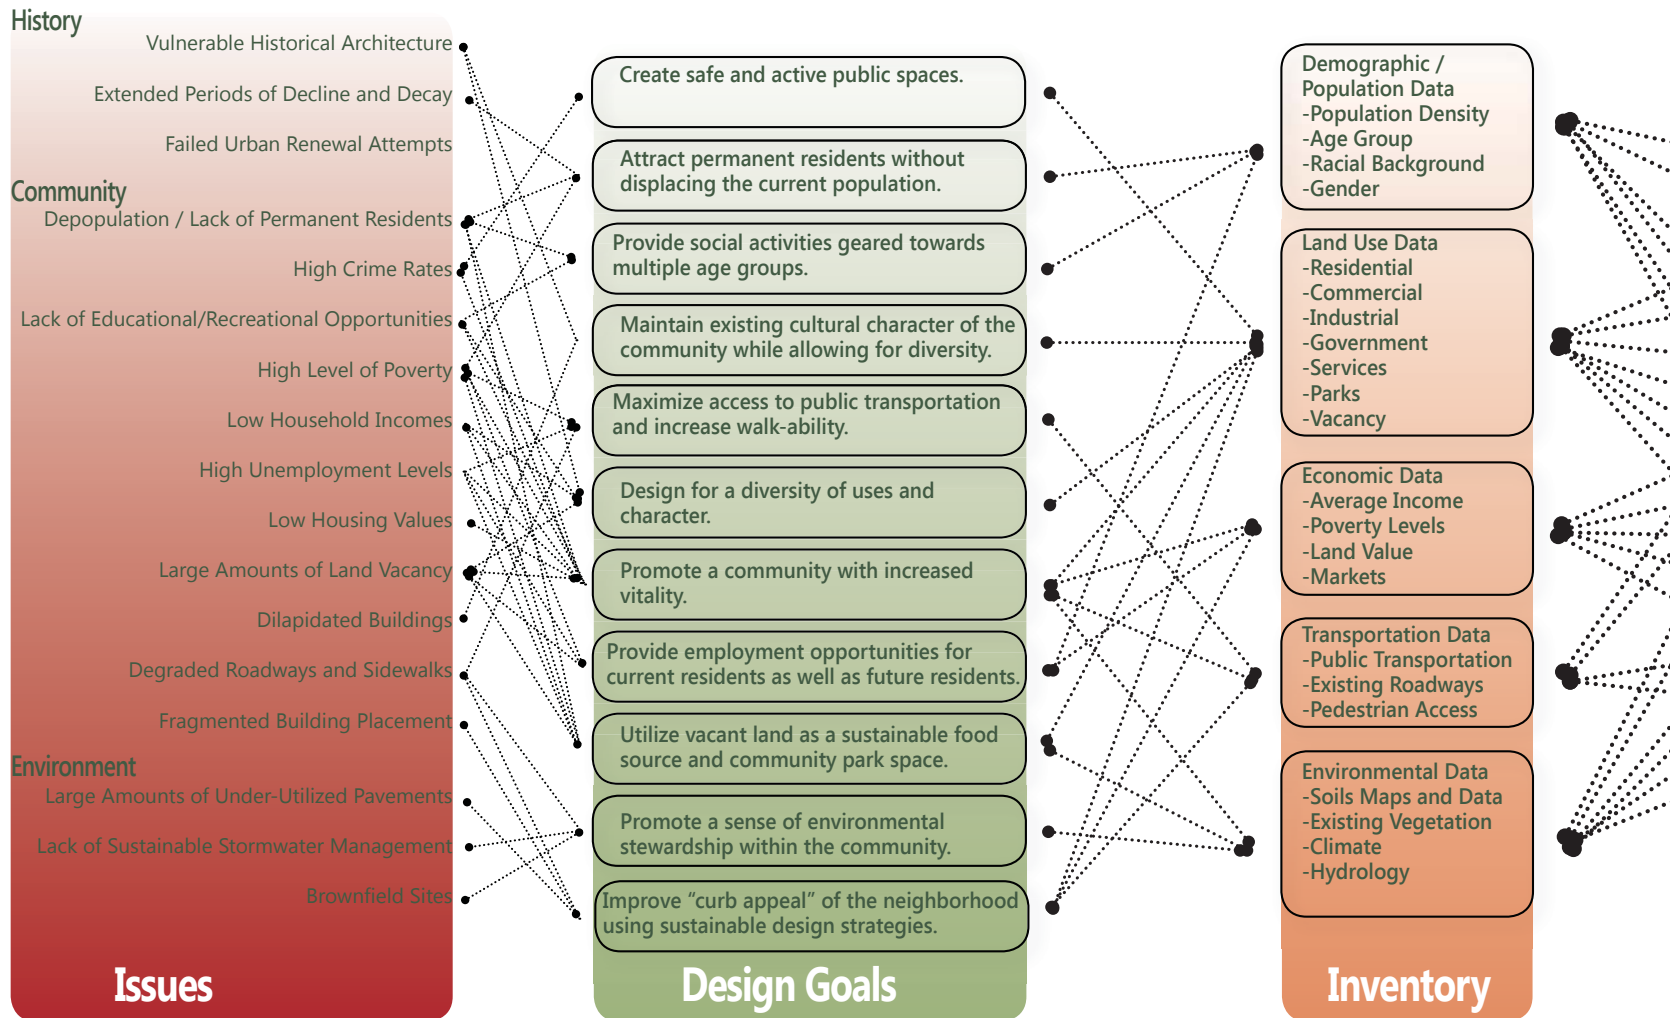 History
Vulnerable Historical Architecture
Extended Periods of Decline and Decay
Failed Urban Renewal Attempts
Community
Depopulation / Lack of Permanent Residents
High Crime Rates
Lack of Educational/Recreational Opportunities
High Level of Poverty
Low Household Incomes
High Unemployment Levels
Low Housing Values
Large Amounts of Land Vacancy
Dilapidated Buildings
Degraded Roadways and Sidewalks
Fragmented Building Placement
Environment
Large Amounts of Under-Utilized Pavements
Lack of Sustainable Stormwater Management
Brownfield Sites
Issues
Create safe and active public spaces.
Attract permanent residents without
displacing the current population.
Provide social activities geared towards
multiple age groups.
Maintain existing cultural character of the
community while allowing for diversity.
Maximize access to public transportation
and increase walk-ability.
Design for a diversity of uses and
character.
Promote a community with increased
vitality.
Provide employment opportunities for
current residents as well as future residents.
Utilize vacant land as a sustainable food
source and community park space.
Promote a sense of environmental
stewardship within the community.
Improve “curb appeal” of the neighborhood
using sustainable design strategies.
Design Goals
Demographic /
Population Data
-Population Density
-Age Group
-Racial Background
-Gender
Land Use Data
-Residential
-Commercial
-Industrial
-Government
-Services
-Parks
-Vacancy
Economic Data
-Average Income
-Poverty Levels
-Land Value
-Markets
Transportation Data
-Public Transportation
-Existing Roadways
-Pedestrian Access
Environmental Data
-Soils Maps and Data
-Existing Vegetation
-Climate
-Hydrology
Inventory